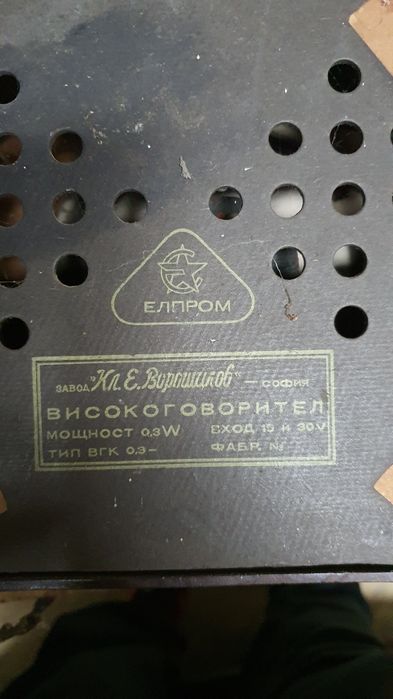 ЕЛПРОМ
ЗАВОД "Кл. Е. Ворошилов" — СОФИЯ
ВИСОКОГОВОРИТЕЛ
МОЩНОСТ 0,3W ВХОД 15 И 30V
ТИП ВГК 0,3— ФАБР. №